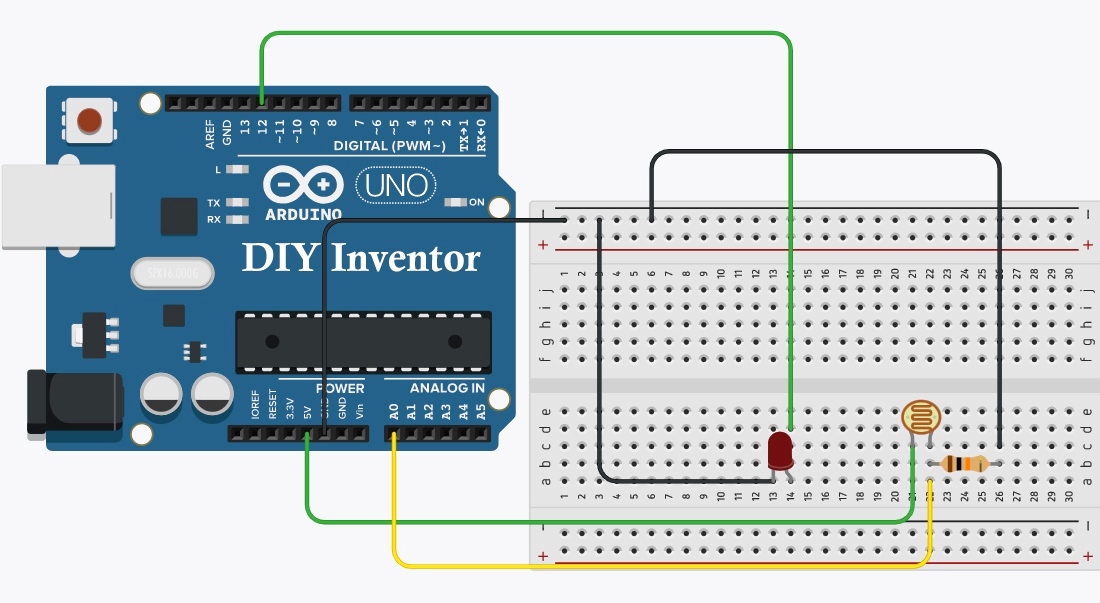 AREF
GND
13
12
~11
~10
~9
8
7
~6
~5
4
~3
2
TX→1
RX←0
DIGITAL (PWM~)
L
TX
RX
UNO
ON
ARDUINO
DIY Inventor
SPK16.000G
POWER
ANALOG IN
IOREF
RESET
3.3V
5V
GND
GND
Vin
A0
A1
A2
A3
A4
A5
− −
+ +
1 2 3 4 5 6 7 8 9 10 11 12 13 14 15 16 17 18 19 20 21 22 23 24 25 26 27 28 29 30
j j
i i
h h
g g
f f
e e
d d
c c
b b
a a
1 2 3 4 5 6 7 8 9 10 11 12 13 14 15 16 17 18 19 20 21 22 23 24 25 26 27 28 29 30
− −
+ +